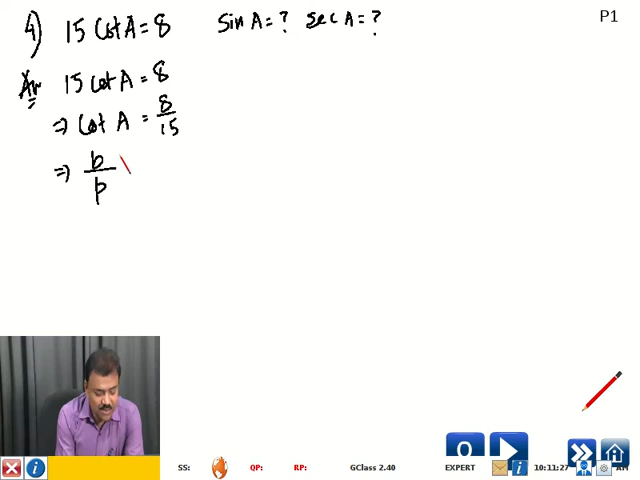 4) 15 Cot A = 8 Sin A = ? Sec A = ?
P1
Ans 15 cot A = 8
⇒ Cot A = 8/15
⇒ b/p
Q
SS: QP: RP: GClass 2.40 EXPERT 10:11:27